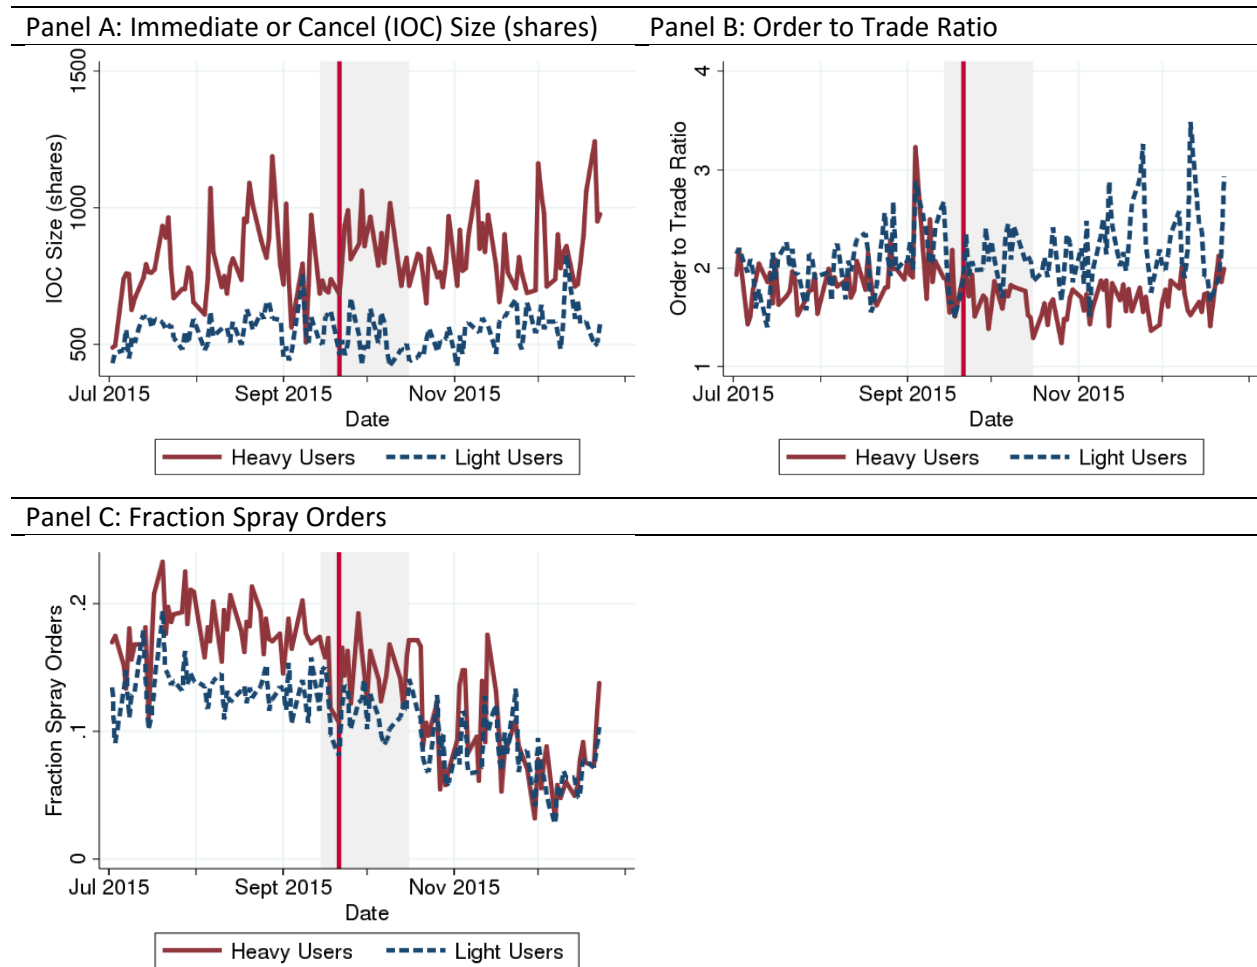 Panel A: Immediate or Cancel (IOC) Size (shares)
Panel B: Order to Trade Ratio
IOC Size (shares)
1500
1000
500
Jul 2015 Sept 2015 Nov 2015
Date
Heavy Users Light Users
Order to Trade Ratio
4
3
2
1
Jul 2015 Sept 2015 Nov 2015
Date
Heavy Users Light Users
Panel C: Fraction Spray Orders
Fraction Spray Orders
.2
.1
0
Jul 2015 Sept 2015 Nov 2015
Date
Heavy Users Light Users